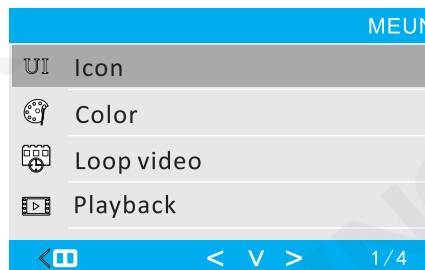 MEUN
UI Icon
Color
Loop video
Playback
< V > 1/4